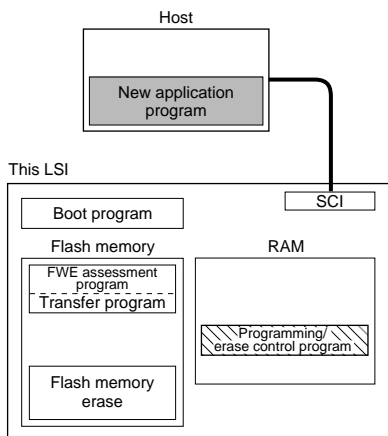 Host
New application
program
This LSI
SCI
Boot program
Flash memory
RAM
FWE assessment
program
Transfer program
Programming/
erase control program
Flash memory
erase